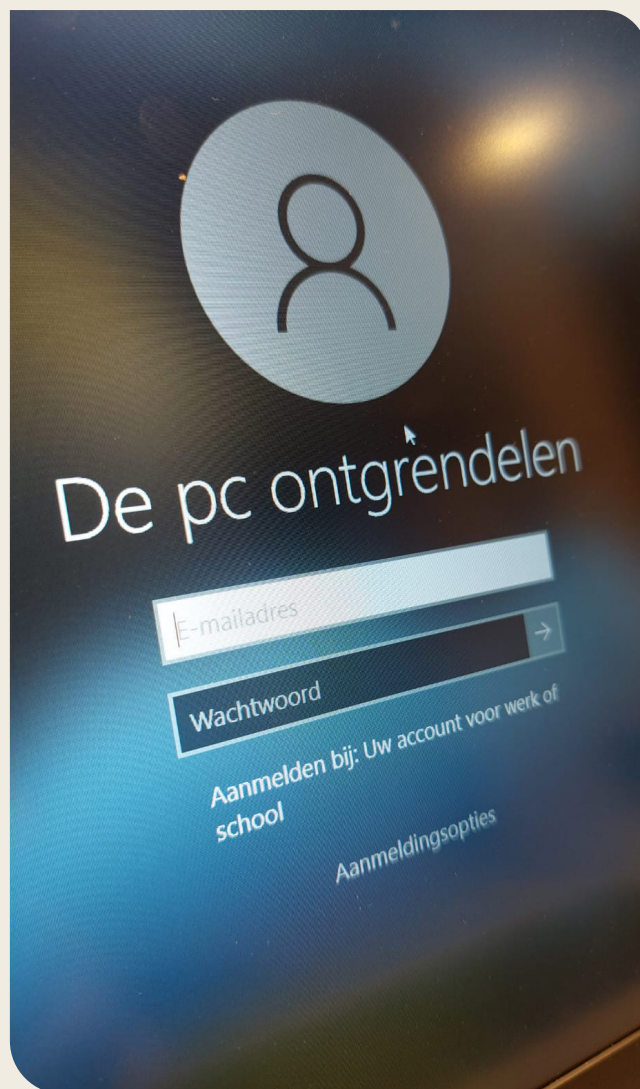 De pc ontgrendelen
E-mailadres
Wachtwoord
Aanmelden bij: Uw account voor werk of
school
Aanmeldingsopties